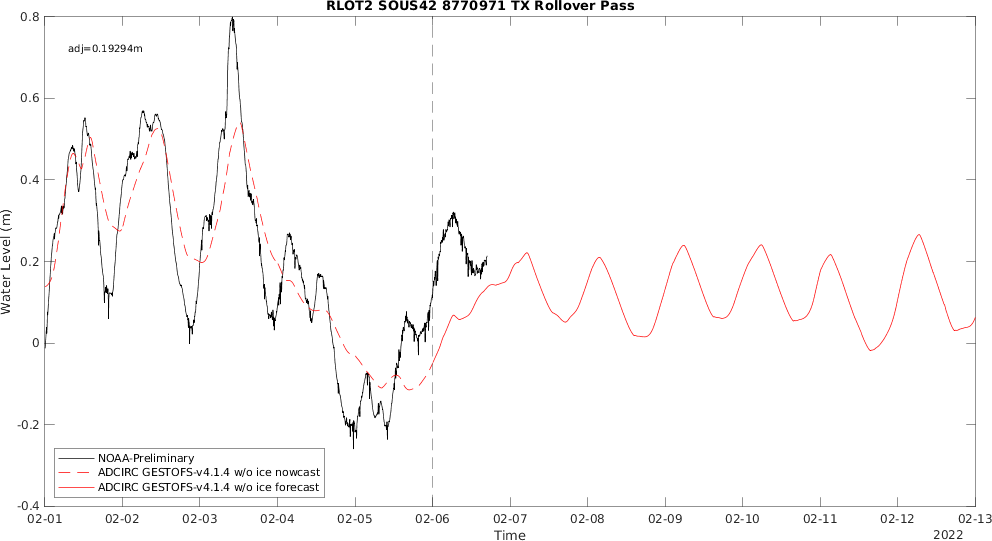 RLOT2 SOUS42 8770971 TX Rollover Pass
adj=0.19294m
0.8
0.6
0.4
0.2
0
-0.2
-0.4
Water Level (m)
NOAA-Preliminary
ADCIRC GESTOFS-v4.1.4 w/o ice nowcast
ADCIRC GESTOFS-v4.1.4 w/o ice forecast
02-01 02-02 02-03 02-04 02-05 02-06 02-07 02-08 02-09 02-10 02-11 02-12 02-13
Time
2022